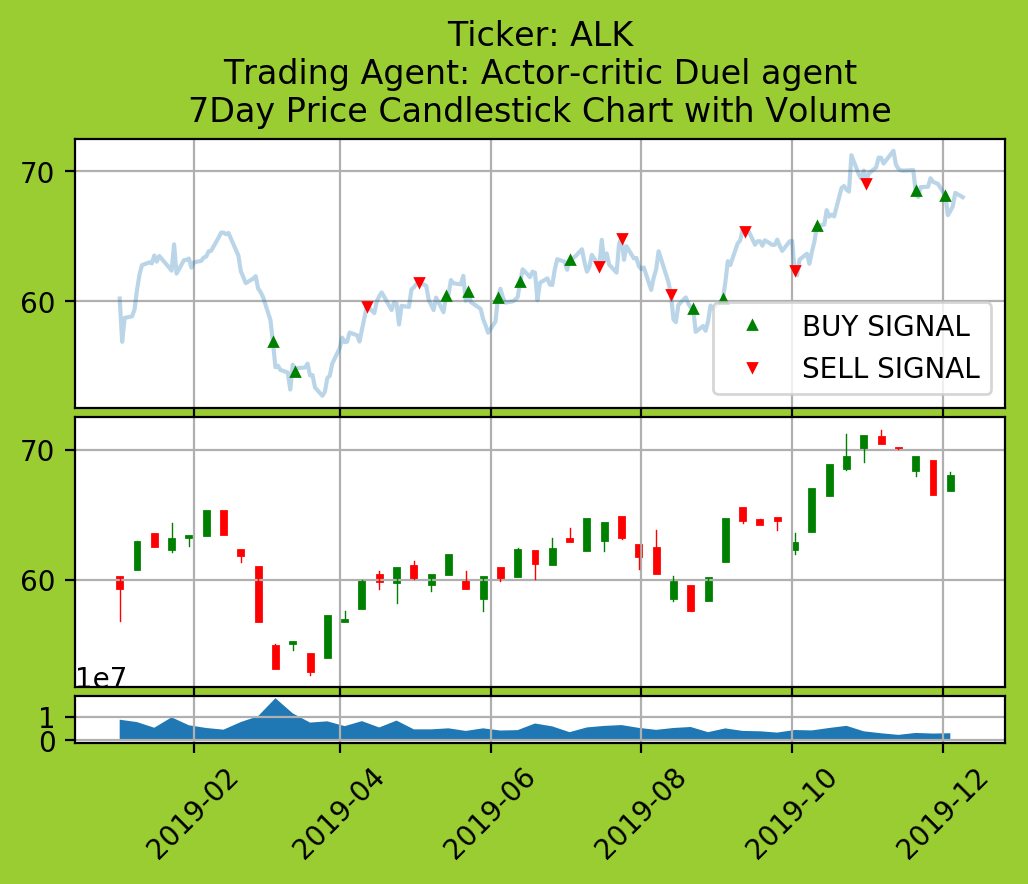 Ticker: ALK
Trading Agent: Actor-critic Duel agent
7Day Price Candlestick Chart with Volume
70
60
BUY SIGNAL
SELL SIGNAL
70
60
1e7
1
0
2019-02
2019-04
2019-06
2019-08
2019-10
2019-12